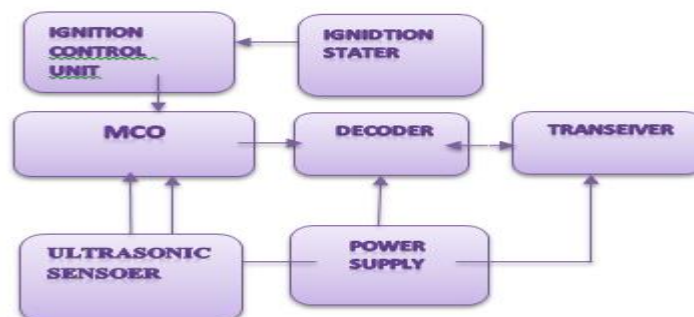 IGNITION
CONTROL
UNIT
IGNIDTION
STATER
MCO
DECODER
TRANSEIVER
ULTRASONIC
SENSOER
POWER
SUPPLY